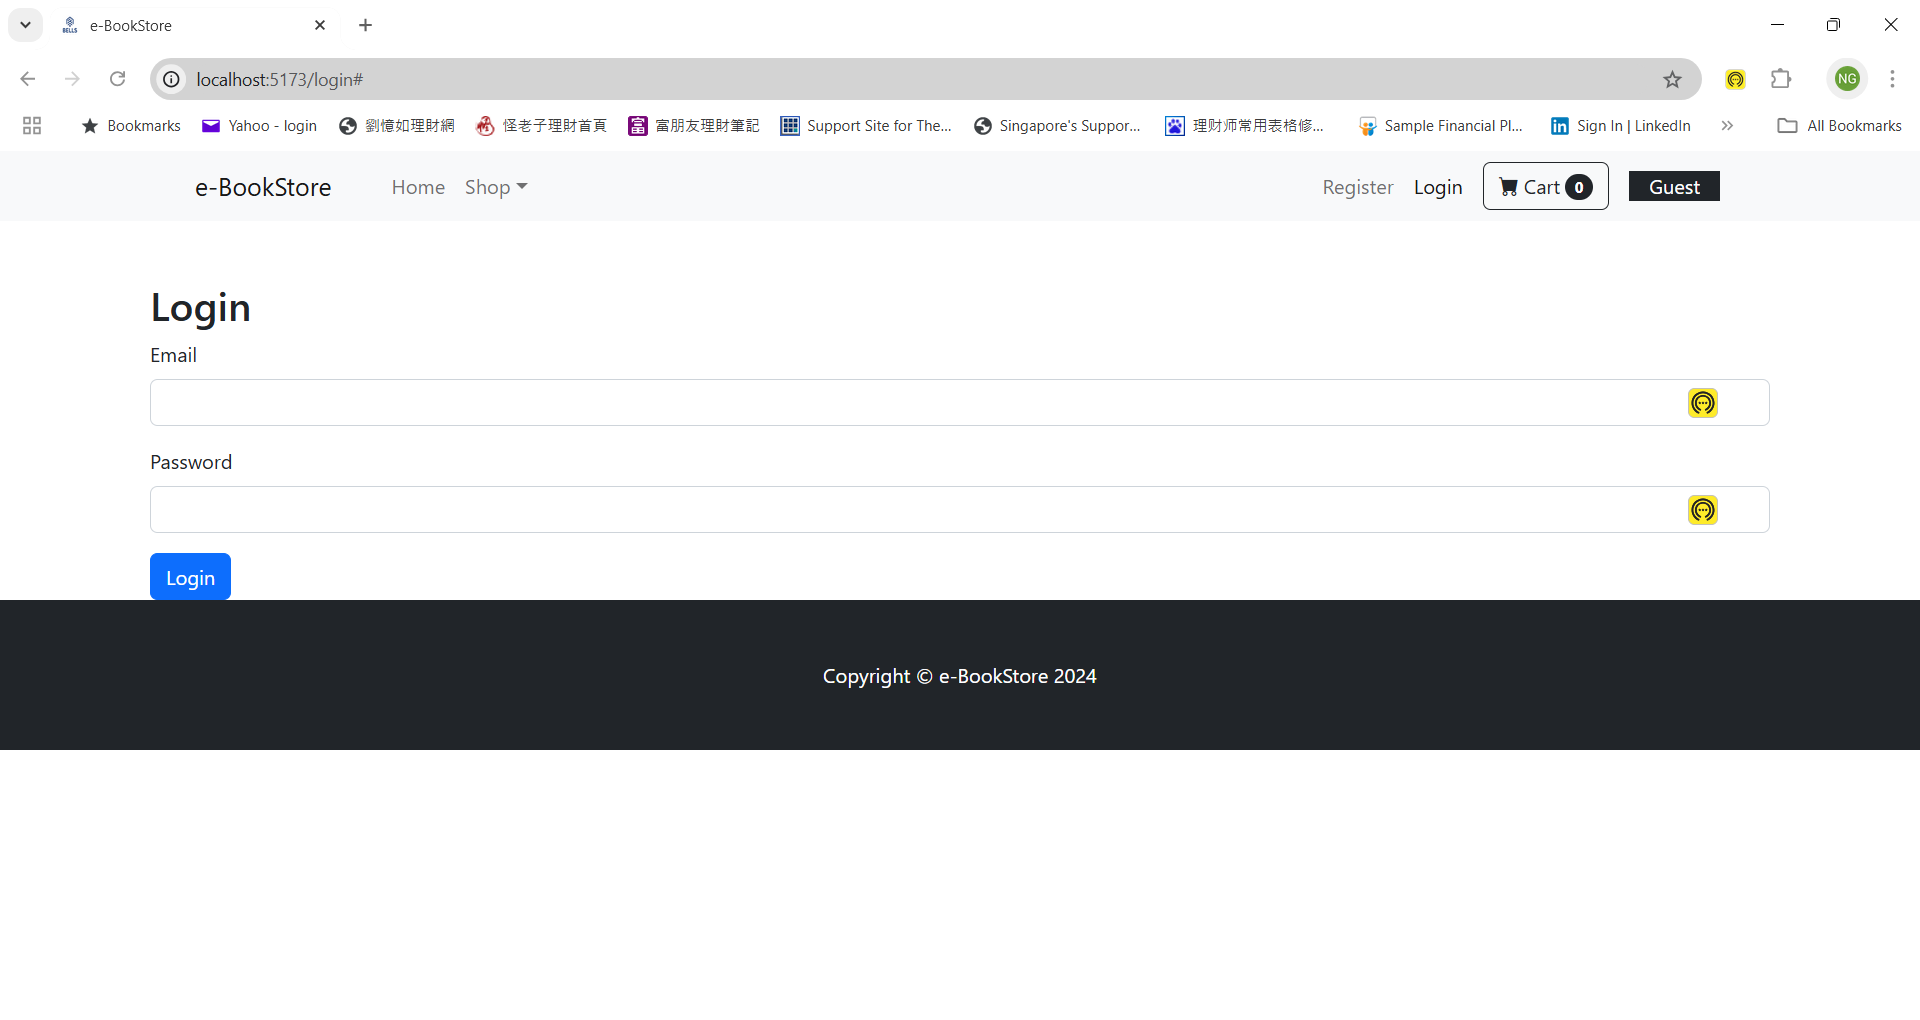 e-BookStore
localhost:5173/login#
NG
Bookmarks
Yahoo - login
劉憶如理財網
怪老子理財首頁
富朋友理財筆記
Support Site for The...
Singapore's Suppor...
理财师常用表格修...
Sample Financial Pl...
Sign In | LinkedIn
All Bookmarks
e-BookStore
Home
Shop
Register
Login
Cart 0
Guest
Login
Email
Password
Login
Copyright © e-BookStore 2024